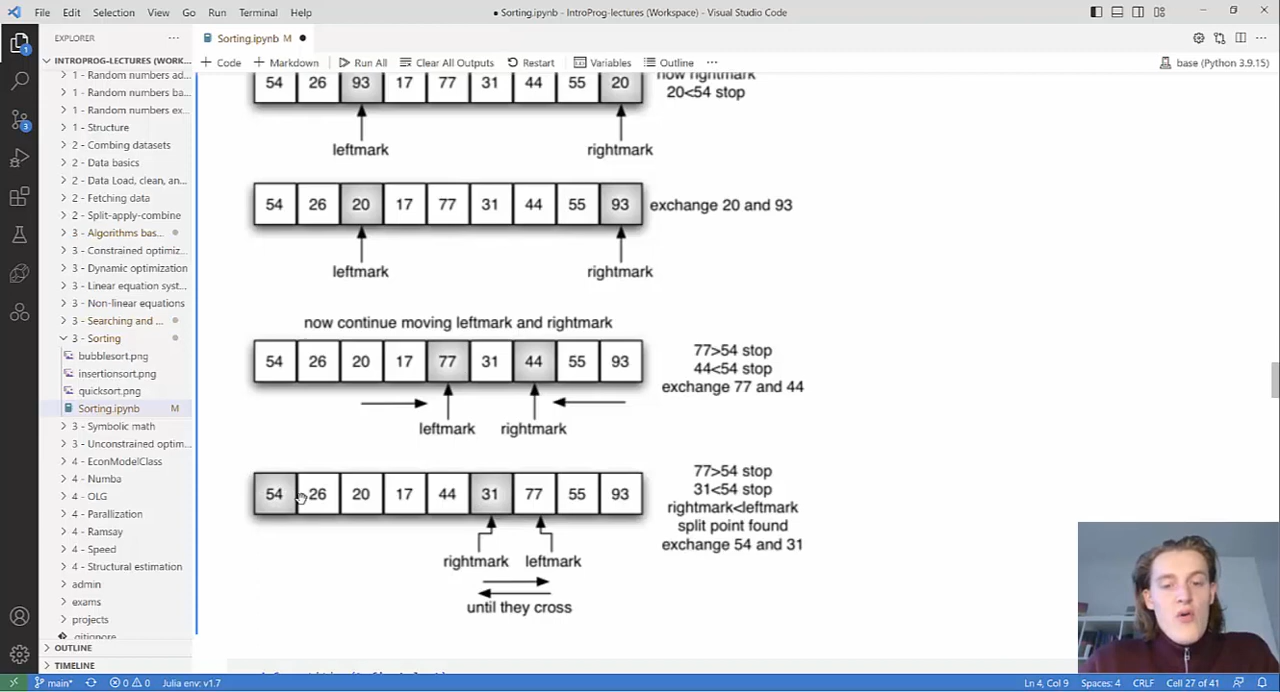 File Edit Selection View Go Run Terminal Help
● Sorting.ipynb - IntroProg-lectures (Workspace) - Visual Studio Code
EXPLORER
INTROPROG-LECTURES (WORK...
1 - Random numbers ad...
1 - Random numbers ba...
1 - Random numbers ex...
1 - Structure
2 - Combing datasets
2 - Data basics
2 - Data Load, clean, an...
2 - Fetching data
2 - Split-apply-combine
3 - Algorithms bas...
3 - Constrained optimiz...
3 - Dynamic optimization
3 - Linear equation syst...
3 - Non-linear equations
3 - Searching and ...
3 - Sorting
bubblesort.png
insertionsort.png
quicksort.png
Sorting.ipynb M
3 - Symbolic math
3 - Unconstrained optim...
4 - EconModelClass
4 - Numba
4 - OLG
4 - Parallization
4 - Ramsay
4 - Speed
4 - Structural estimation
admin
exams
projects
.gitignore
OUTLINE
TIMELINE
Sorting.ipynb M ●
+ Code + Markdown Run All Clear All Outputs Restart Variables Outline ...
base (Python 3.9.15)
54 26 93 17 77 31 44 55 20
now rightmark
20<54 stop
leftmark rightmark
54 26 20 17 77 31 44 55 93
exchange 20 and 93
leftmark rightmark
now continue moving leftmark and rightmark
54 26 20 17 77 31 44 55 93
77>54 stop
44<54 stop
exchange 77 and 44
leftmark rightmark
54 26 20 17 44 31 77 55 93
77>54 stop
31<54 stop
rightmark<leftmark
split point found
exchange 54 and 31
rightmark leftmark
until they cross
1
3
main* 0 0 Julia env: v1.7
Ln 4, Col 9 Spaces: 4 CRLF Cell 27 of 41